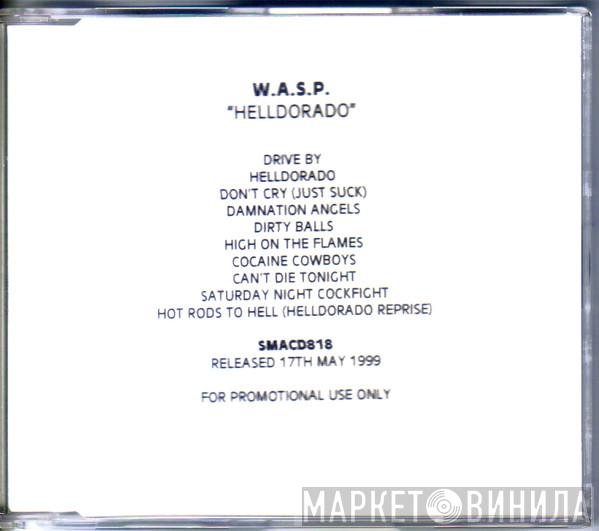 W.A.S.P.
"HELLDORADO"
DRIVE BY
HELLDORADO
DON'T CRY (JUST SUCK)
DAMNATION ANGELS
DIRTY BALLS
HIGH ON THE FLAMES
COCAINE COWBOYS
CAN'T DIE TONIGHT
SATURDAY NIGHT COCKFIGHT
HOT RODS TO HELL (HELLDORADO REPRISE)
SMACD818
RELEASED 17TH MAY 1999
FOR PROMOTIONAL USE ONLY
МАРКЕТ ВИНИЛА